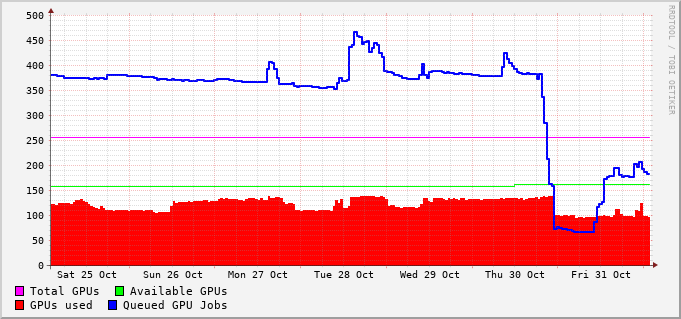 500
450
400
350
300
250
200
150
100
50
0
Sat 25 Oct Sun 26 Oct Mon 27 Oct Tue 28 Oct Wed 29 Oct Thu 30 Oct Fri 31 Oct
Total GPUs Available GPUs
GPUs used Queued GPU Jobs
RRDTOOL / TOBI OETIKER